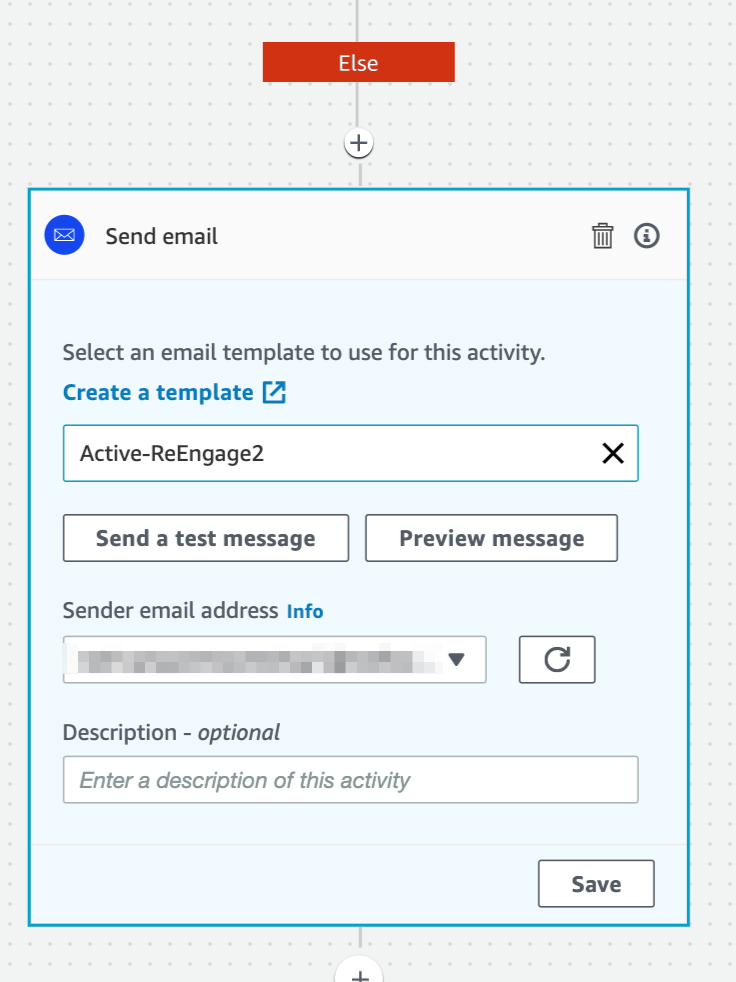 Else
Send email
Select an email template to use for this activity.
Create a template
Active-ReEngage2
Send a test message
Preview message
Sender email address Info
Description - optional
Enter a description of this activity
Save